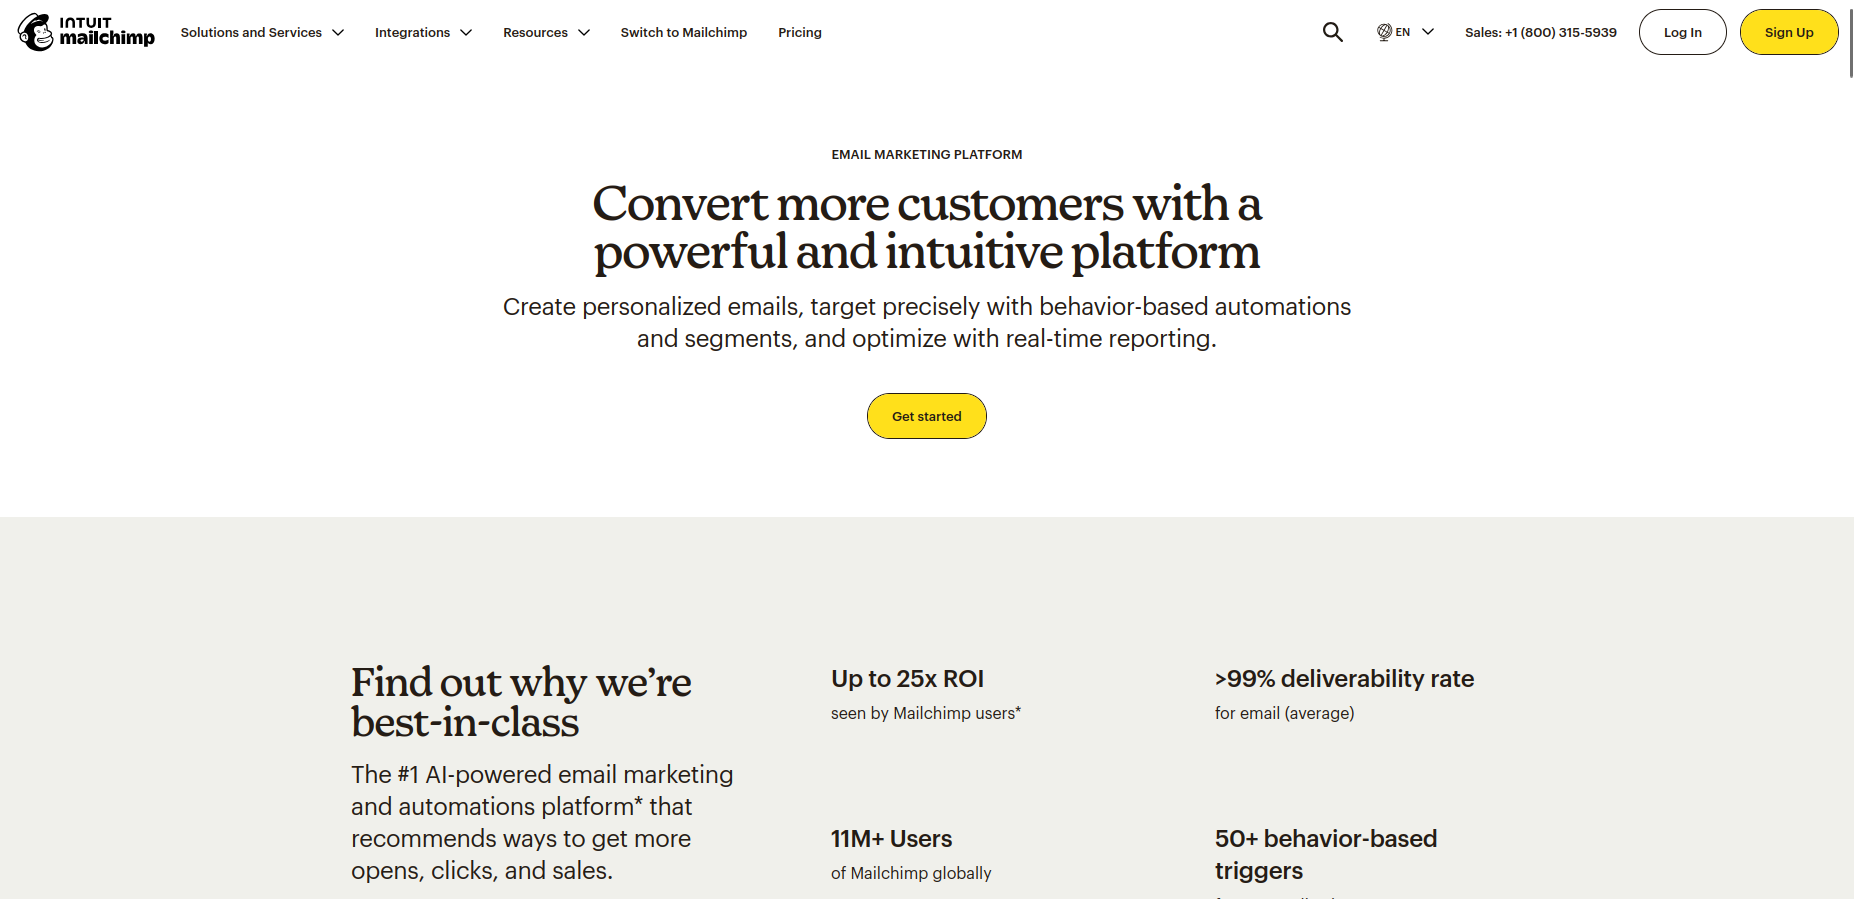 INTUIT
mailchimp
Solutions and Services
Integrations
Resources
Switch to Mailchimp
Pricing
EN
Sales: +1 (800) 315-5939
Log In
Sign Up
EMAIL MARKETING PLATFORM
Convert more customers with a
powerful and intuitive platform
Create personalized emails, target precisely with behavior-based automations
and segments, and optimize with real-time reporting.
Get started
Find out why we’re
best-in-class
The #1 AI-powered email marketing
and automations platform* that
recommends ways to get more
opens, clicks, and sales.
Up to 25x ROI
seen by Mailchimp users*
>99% deliverability rate
for email (average)
11M+ Users
of Mailchimp globally
50+ behavior-based
triggers